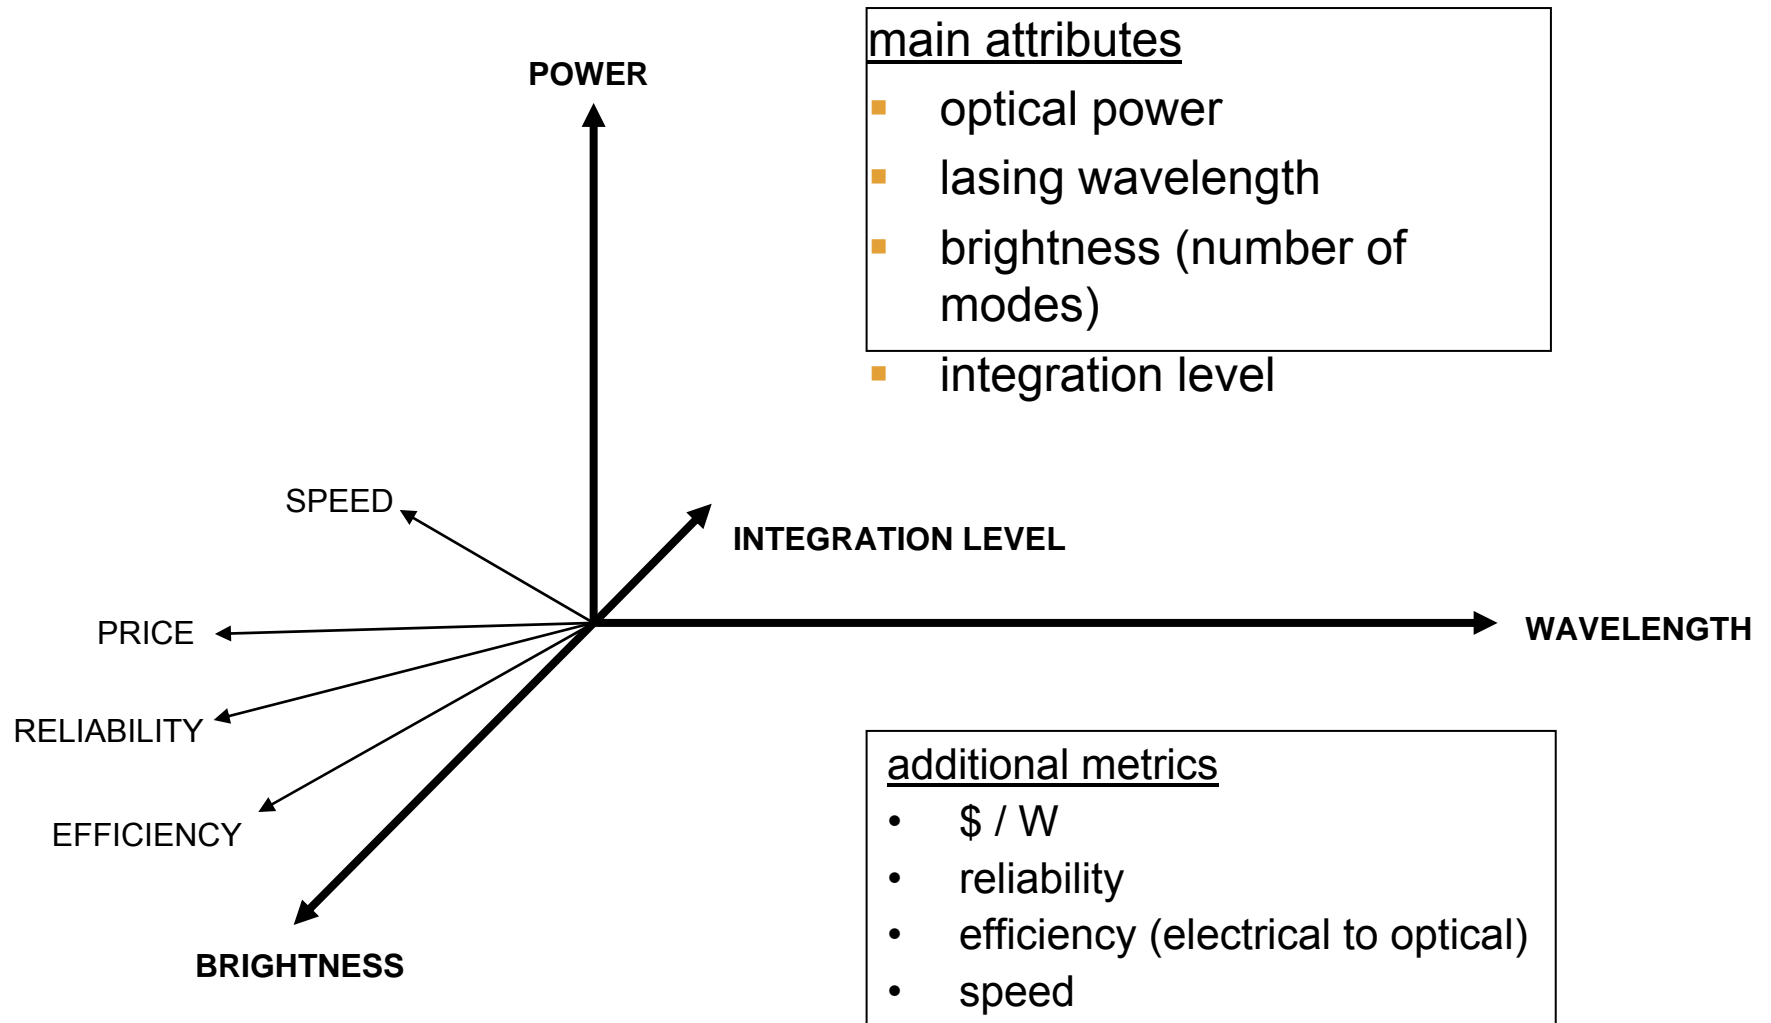 main attributes
▪ optical power
▪ lasing wavelength
▪ brightness (number of
modes)
▪ integration level
POWER
SPEED
INTEGRATION LEVEL
PRICE
WAVELENGTH
RELIABILITY
EFFICIENCY
BRIGHTNESS
additional metrics
• $ / W
• reliability
• efficiency (electrical to optical)
• speed